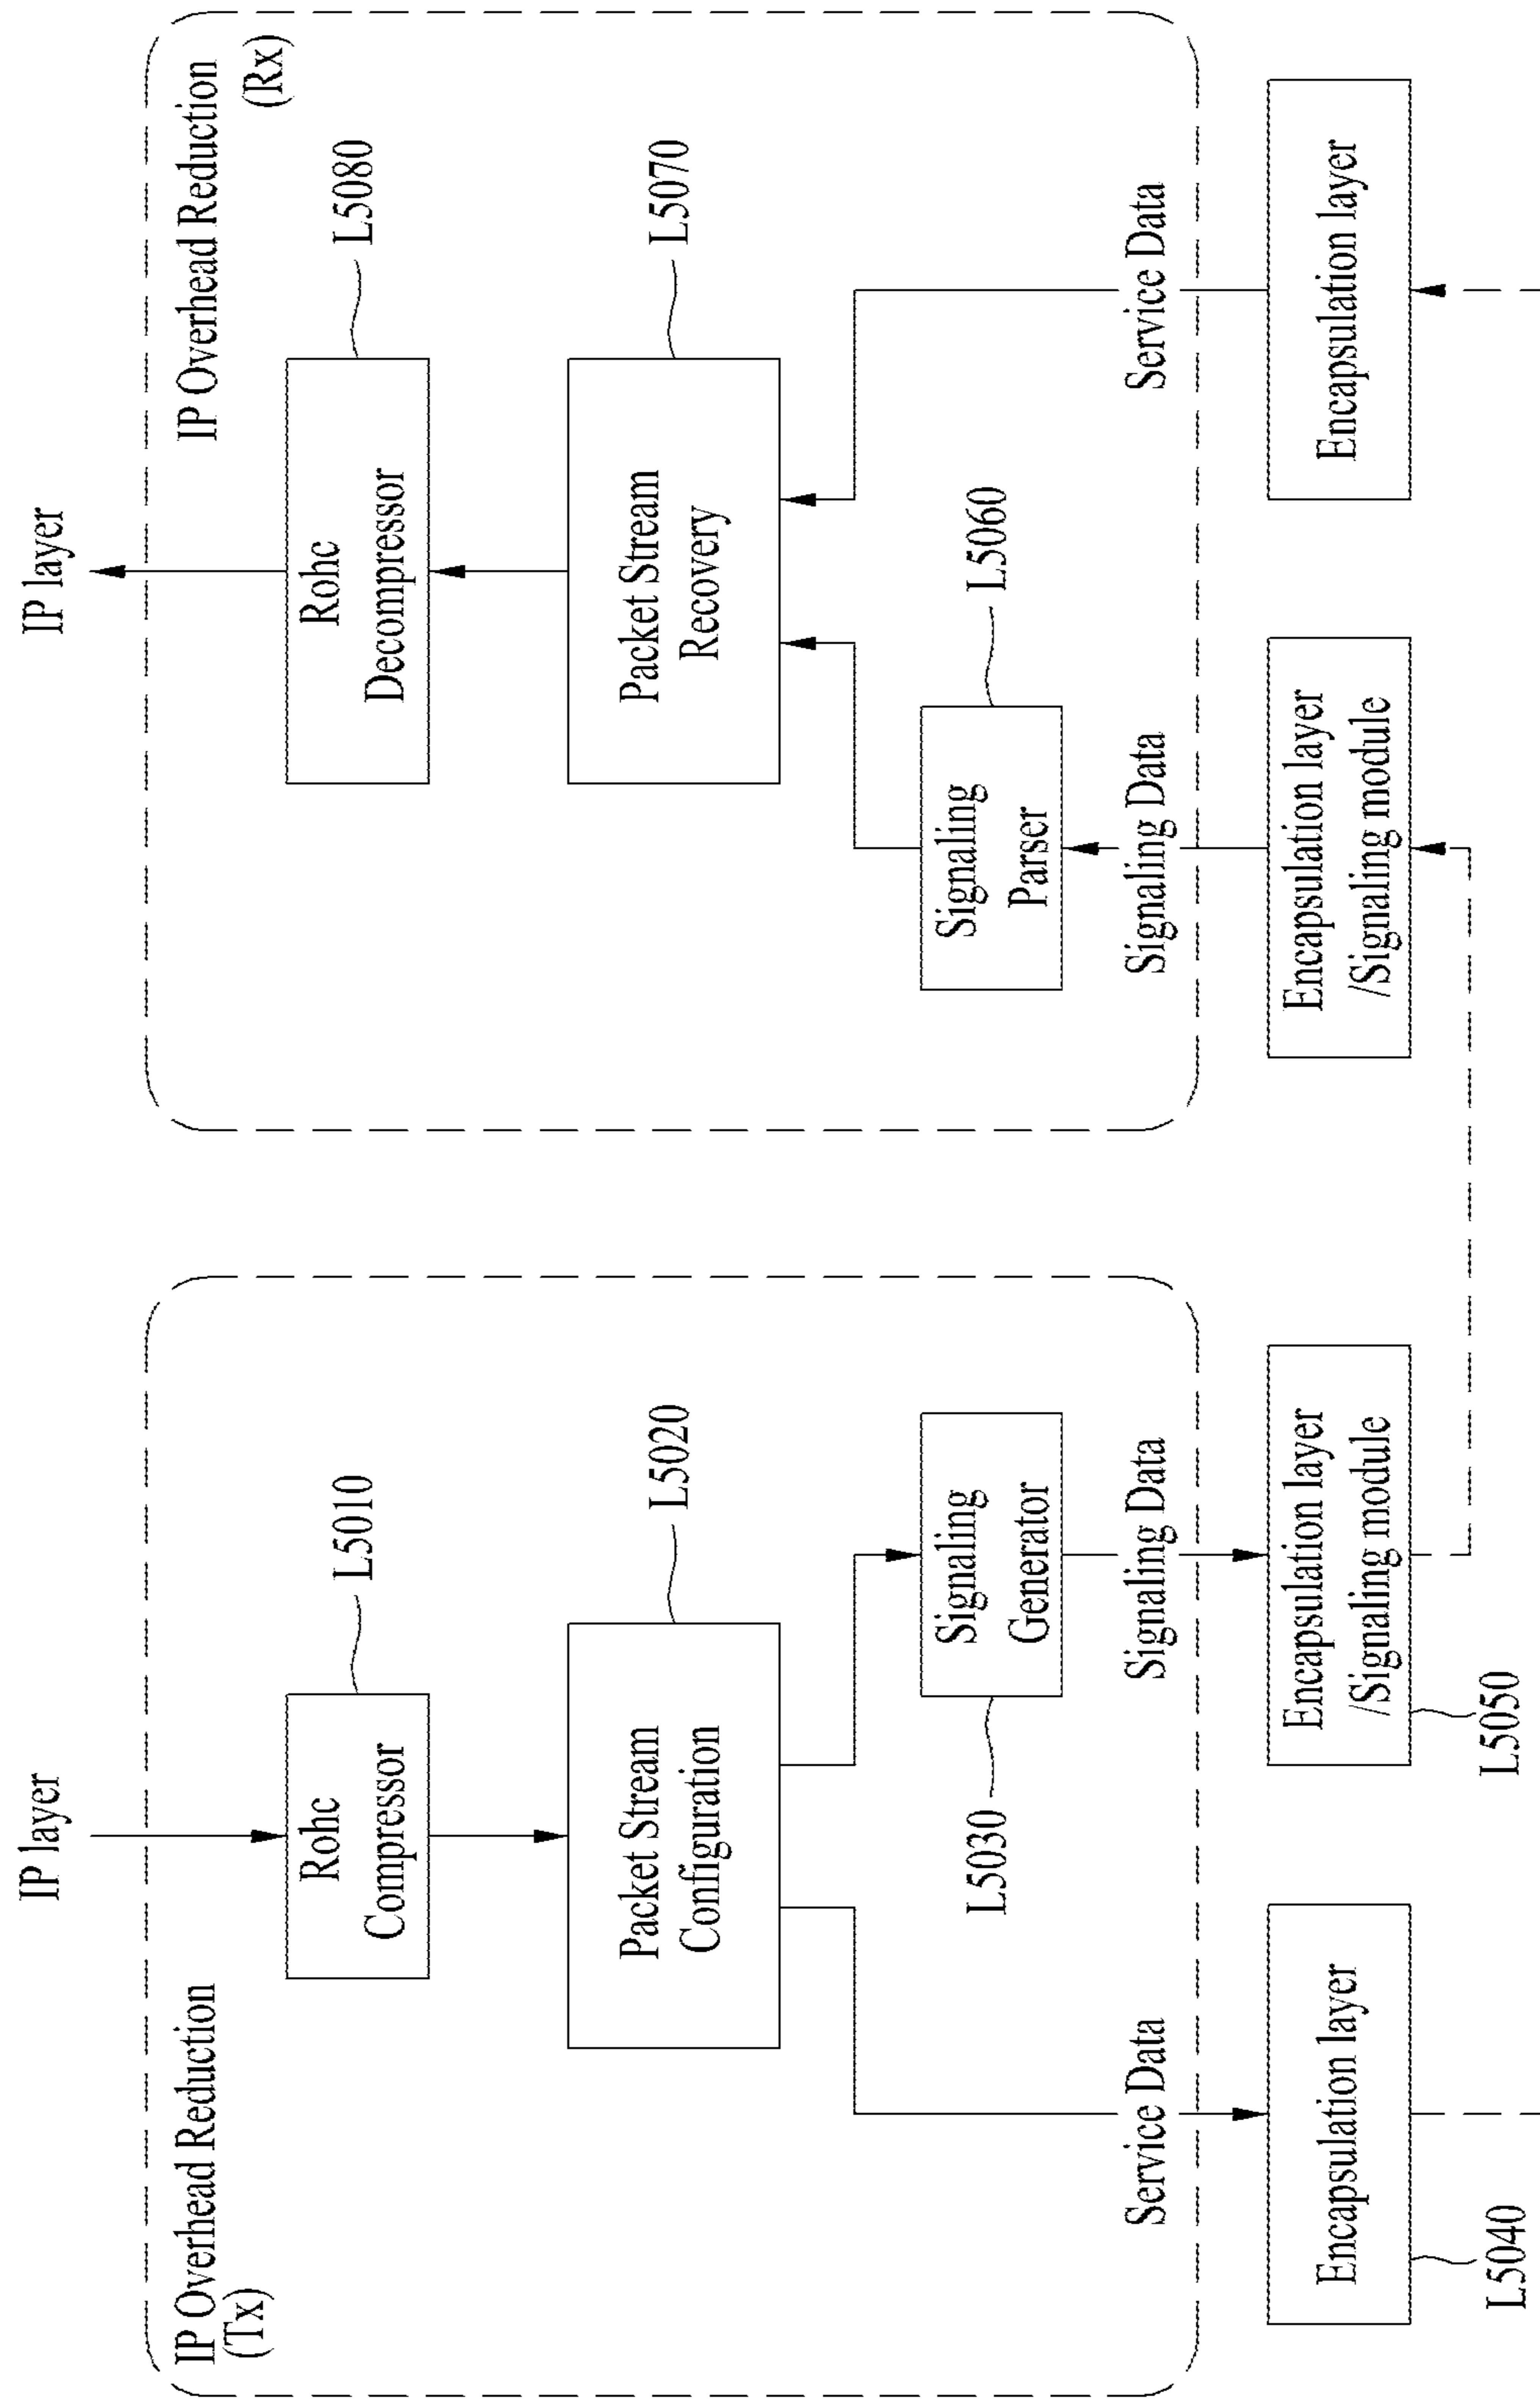 IP layer
IP Overhead Reduction
(Tx)
Rohc
Compressor
L5010
Packet Stream
Configuration
L5020
Signaling
Generator
L5030
Service Data
Signaling Data
Encapsulation layer
L5040
Encapsulation layer
/Signaling module
L5050
IP layer
IP Overhead Reduction
(Rx)
Rohc
Decompressor
L5080
Packet Stream
Recovery
L5070
Signaling
Parser
L5060
Signaling Data
Service Data
Encapsulation layer
/Signaling module
Encapsulation layer